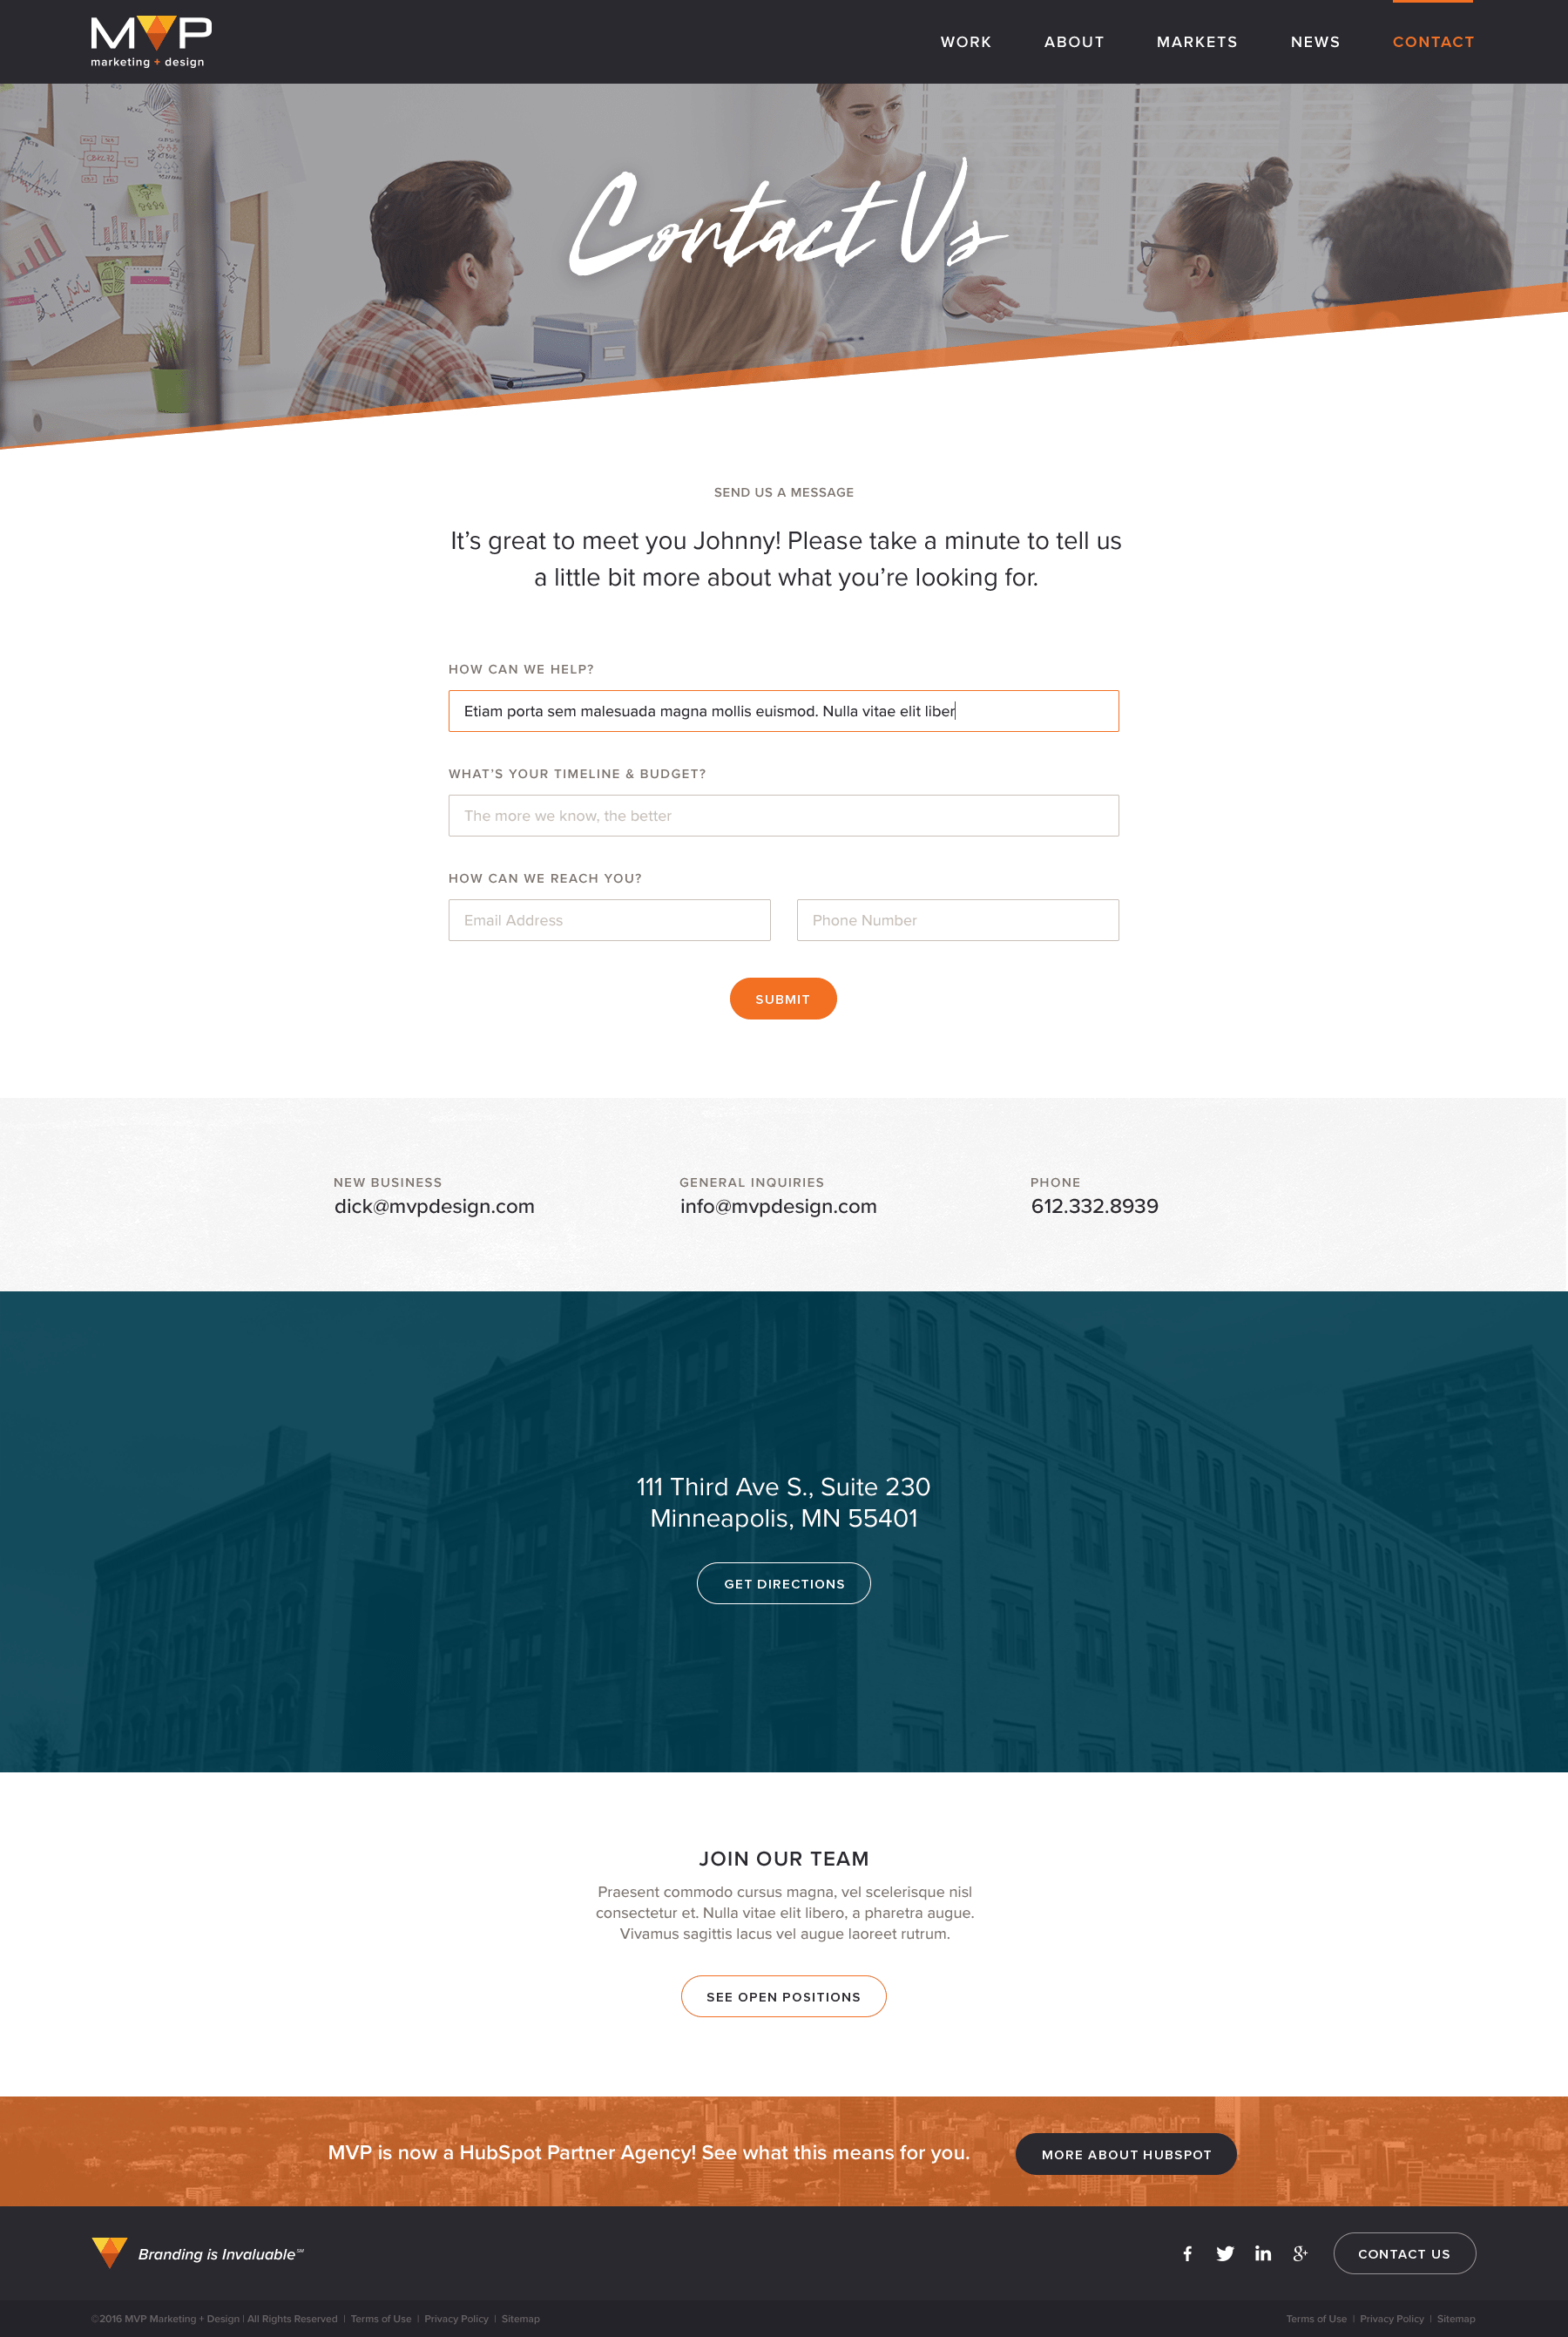 MVP
marketing + design
WORK
ABOUT
MARKETS
NEWS
CONTACT
CBKL32
Contact Us
SEND US A MESSAGE
It’s great to meet you Johnny! Please take a minute to tell us
a little bit more about what you’re looking for.
HOW CAN WE HELP?
Etiam porta sem malesuada magna mollis euismod. Nulla vitae elit liber
WHAT’S YOUR TIMELINE & BUDGET?
The more we know, the better
HOW CAN WE REACH YOU?
Email Address
Phone Number
SUBMIT
NEW BUSINESS
dick@mvpdesign.com
GENERAL INQUIRIES
info@mvpdesign.com
PHONE
612.332.8939
111 Third Ave S., Suite 230
Minneapolis, MN 55401
GET DIRECTIONS
JOIN OUR TEAM
Praesent commodo cursus magna, vel scelerisque nisl
consectetur et. Nulla vitae elit libero, a pharetra augue.
Vivamus sagittis lacus vel augue laoreet rutrum.
SEE OPEN POSITIONS
MVP is now a HubSpot Partner Agency! See what this means for you.
MORE ABOUT HUBSPOT
Branding is Invaluable℠
CONTACT US
©2016 MVP Marketing + Design | All Rights Reserved | Terms of Use | Privacy Policy | Sitemap
Terms of Use | Privacy Policy | Sitemap